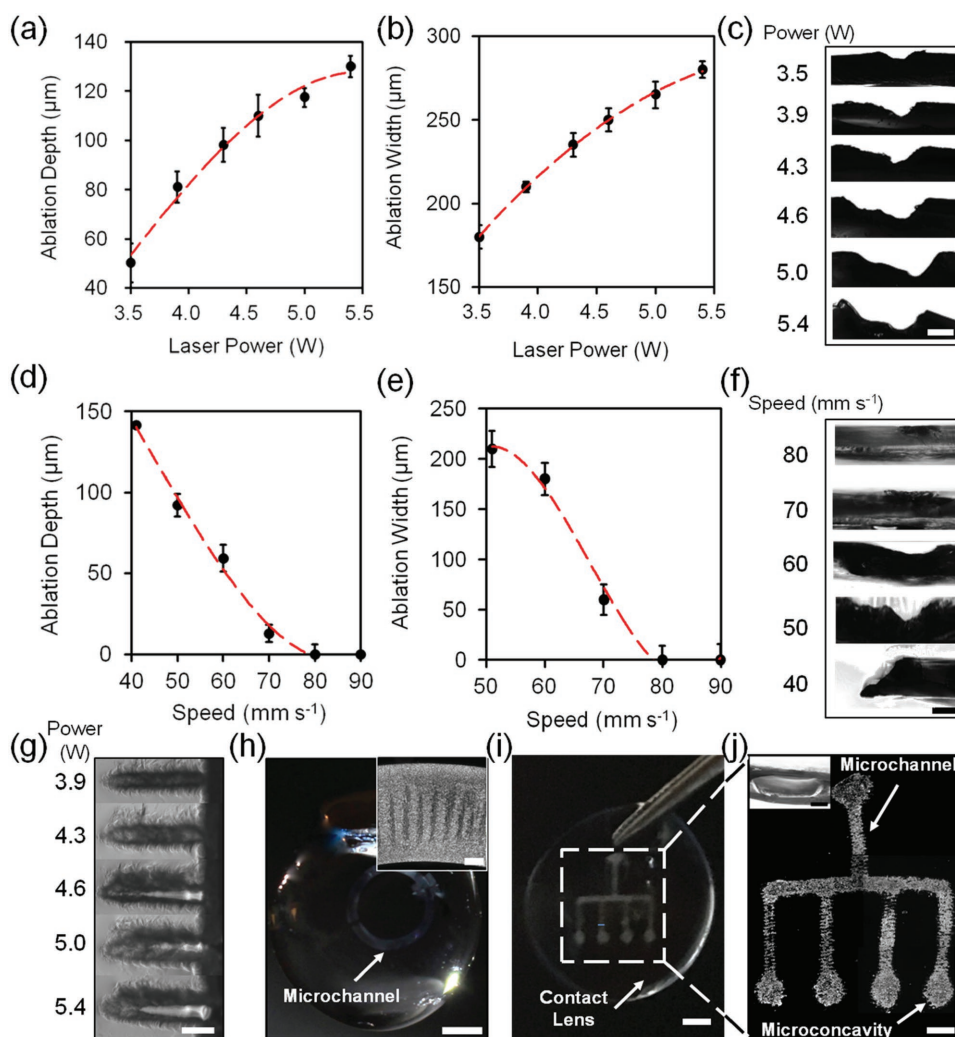 (a)
140
120
100
80
60
40
Ablation Depth (µm)
3.5 4.0 4.5 5.0 5.5
Laser Power (W)
(b)
300
250
200
150
Ablation Width (µm)
3.5 4.0 4.5 5.0 5.5
Laser Power (W)
(c)
Power (W)
3.5
3.9
4.3
4.6
5.0
5.4
(d)
150
100
50
0
Ablation Depth (µm)
40 50 60 70 80 90
Speed (mm s⁻¹)
(e)
250
200
150
100
50
0
Ablation Width (µm)
50 60 70 80 90
Speed (mm s⁻¹)
(f)
Speed (mm s⁻¹)
80
70
60
50
40
(g)
Power
(W)
3.9
4.3
4.6
5.0
5.4
(h)
Microchannel
(i)
Contact
Lens
(j)
Microchannel
Microconcavity